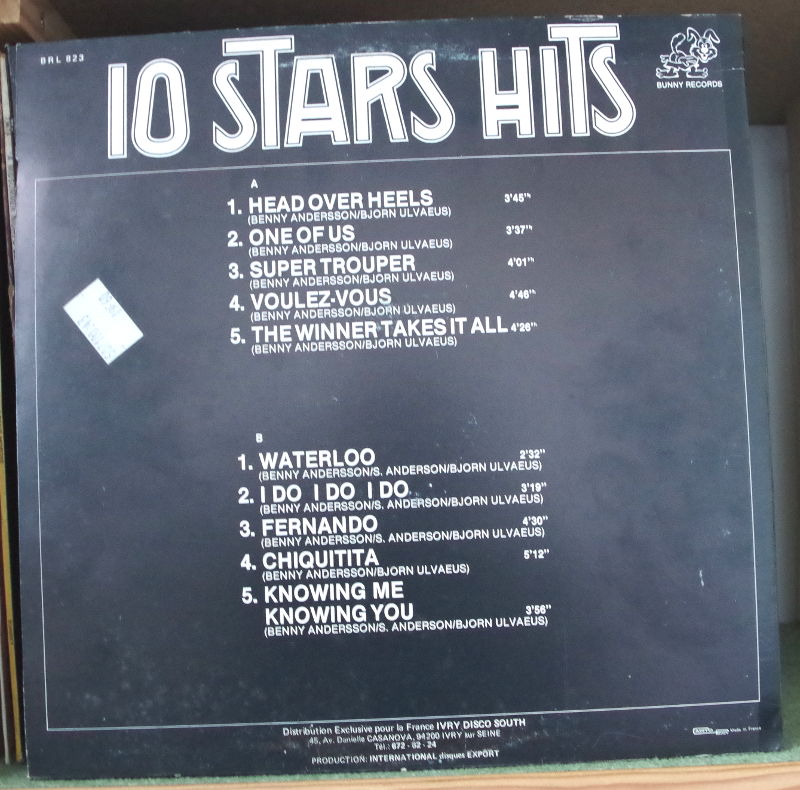 BRL 823
10 STARS HITS
BUNNY RECORDS
A
1. HEAD OVER HEELS 3'45"
(BENNY ANDERSSON/BJORN ULVAEUS)
2. ONE OF US 3'37"
(BENNY ANDERSSON/BJORN ULVAEUS)
3. SUPER TROUPER 4'01"
(BENNY ANDERSSON/BJORN ULVAEUS)
4. VOULEZ-VOUS 4'46"
(BENNY ANDERSSON/BJORN ULVAEUS)
5. THE WINNER TAKES IT ALL 4'26"
(BENNY ANDERSSON/BJORN ULVAEUS)
B
1. WATERLOO 2'32"
(BENNY ANDERSSON/S. ANDERSON/BJORN ULVAEUS)
2. I DO I DO I DO 3'19"
(BENNY ANDERSSON/S. ANDERSON/BJORN ULVAEUS)
3. FERNANDO 4'30"
(BENNY ANDERSSON/S. ANDERSON/BJORN ULVAEUS)
4. CHIQUITITA 5'12"
(BENNY ANDERSSON/BJORN ULVAEUS)
5. KNOWING ME
KNOWING YOU 3'56"
(BENNY ANDERSSON/S. ANDERSON/BJORN ULVAEUS)
Distribution Exclusive pour la France IVRY DISCO SOUTH
45, Av. Danielle CASANOVA, 94200 IVRY sur SEINE
Tél.: 672 - 82 - 24
PRODUCTION: INTERNATIONAL disques EXPORT
Made in France